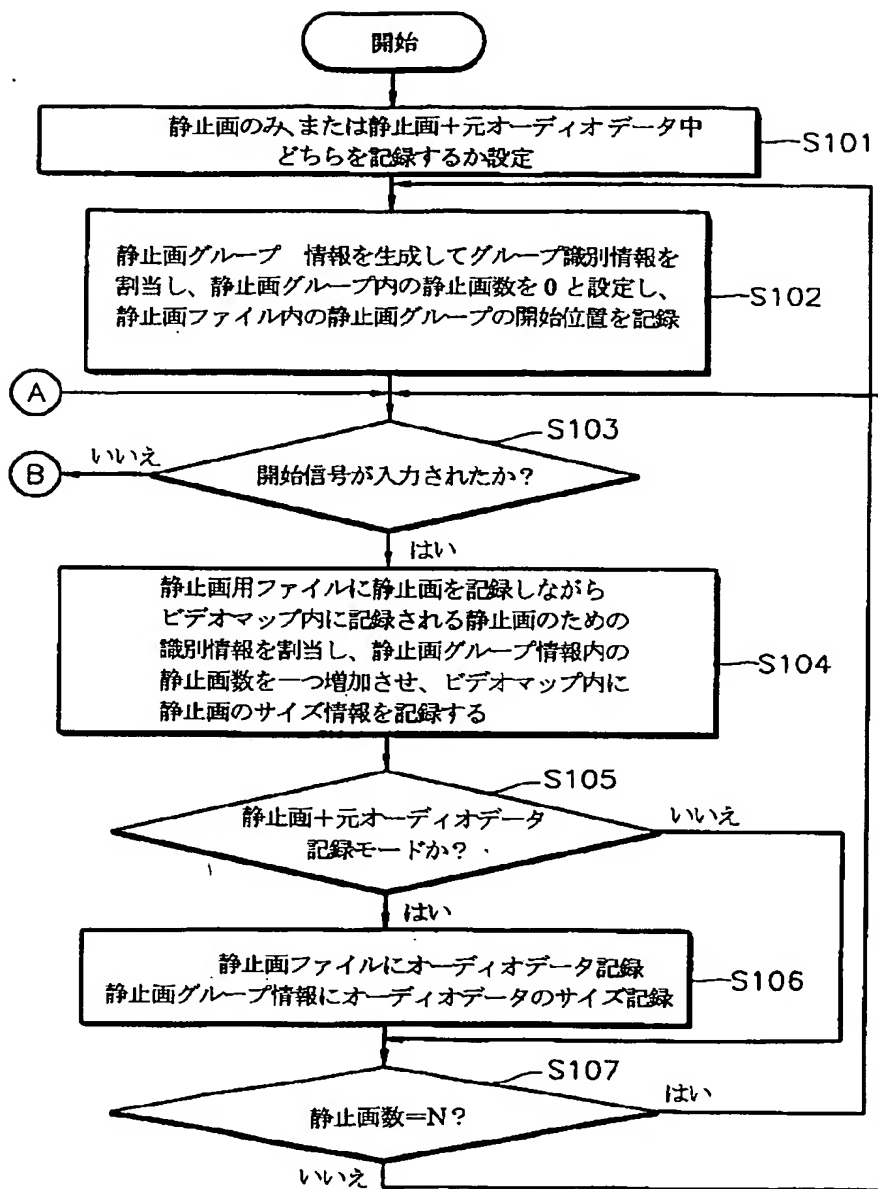 開始
静止画のみ、または静止画+元オーディオデータ中
どちらを記録するか設定
S101
静止画グループ 情報を生成してグループ識別情報を
割当し、静止画グループ内の静止画数を0と設定し、
静止画ファイル内の静止画グループの開始位置を記録
S102
A
S103
B
いいえ
開始信号が入力されたか?
はい
静止画用ファイルに静止画を記録しながら
ビデオマップ内に記録される静止画のための
識別情報を割当し、静止画グループ情報内の
静止画数を一つ増加させ、ビデオマップ内に
静止画のサイズ情報を記録する
S104
S105
静止画+元オーディオデータ
記録モードか?
いいえ
はい
静止画ファイルにオーディオデータ記録
静止画グループ情報にオーディオデータのサイズ記録
S106
S107
はい
静止画数=N?
いいえ